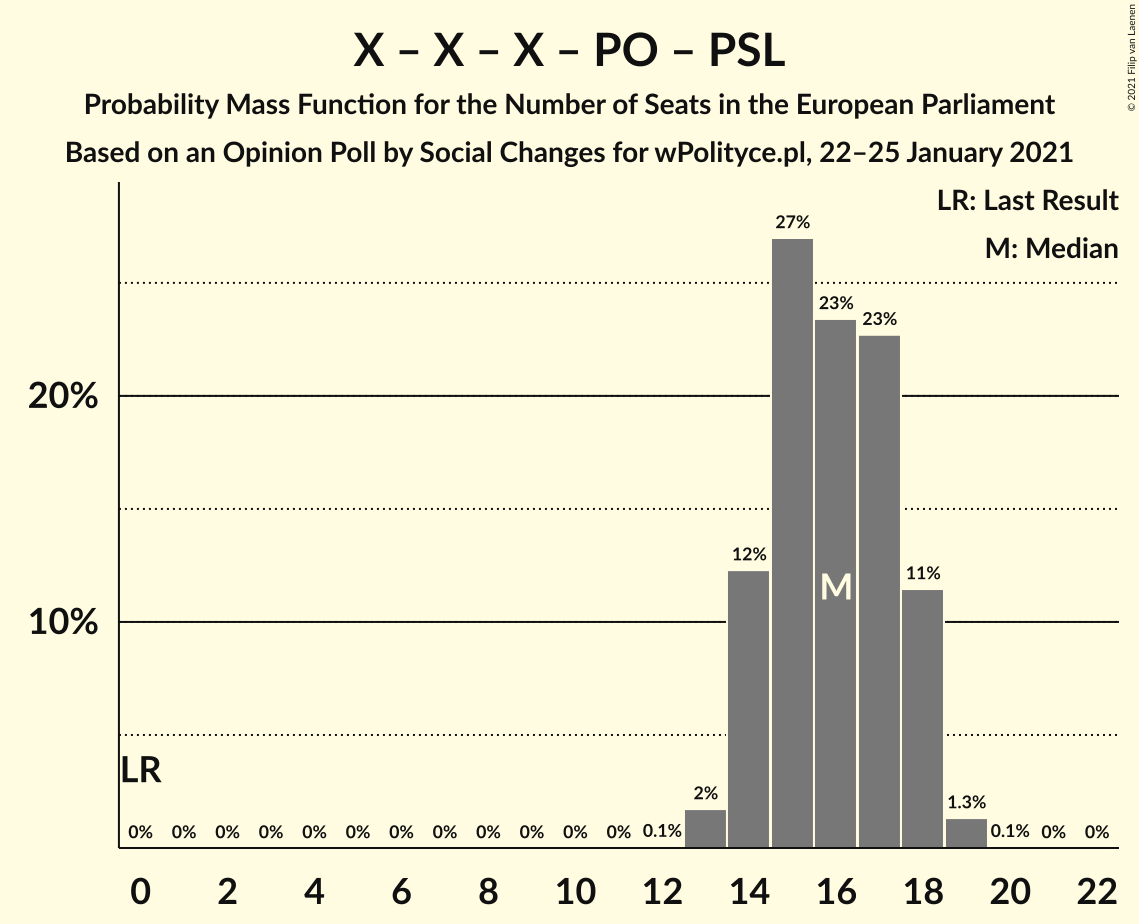 X – X – X – PO – PSL
Probability Mass Function for the Number of Seats in the European Parliament
Based on an Opinion Poll by Social Changes for wPolityce.pl, 22–25 January 2021
© 2021 Filip van Laenen
LR: Last Result
M: Median
27%
23%
23%
20%
12%
11%
M
10%
LR
2%
1.3%
0% 0% 0% 0% 0% 0% 0% 0% 0% 0% 0% 0% 0.1% 0.1% 0% 0%
0 2 4 6 8 10 12 14 16 18 20 22